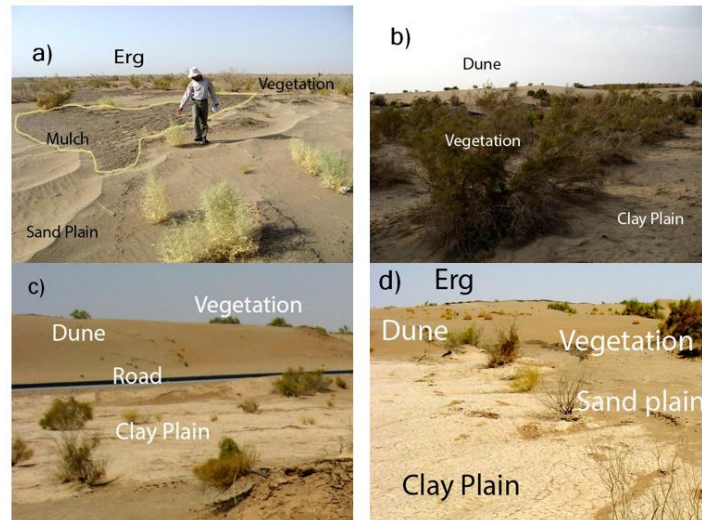 a)
Erg
Vegetation
Mulch
Sand Plain
b)
Dune
Vegetation
Clay Plain
c)
Vegetation
Dune
Road
Clay Plain
d)
Erg
Dune
Vegetation
Sand plain
Clay Plain